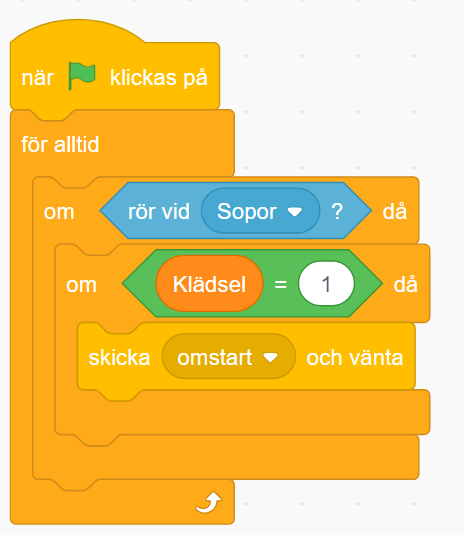 när klickas på
för alltid
om rör vid Sopor ? då
om Klädsel = 1 då
skicka omstart och vänta